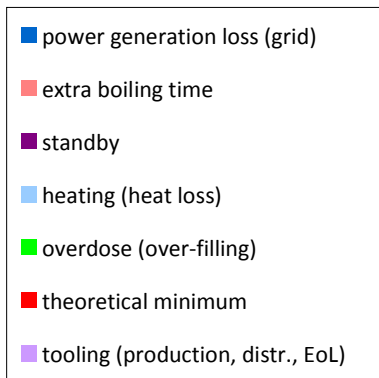 power generation loss (grid)
extra boiling time
standby
heating (heat loss)
overdose (over-filling)
theoretical minimum
tooling (production, distr., EoL)